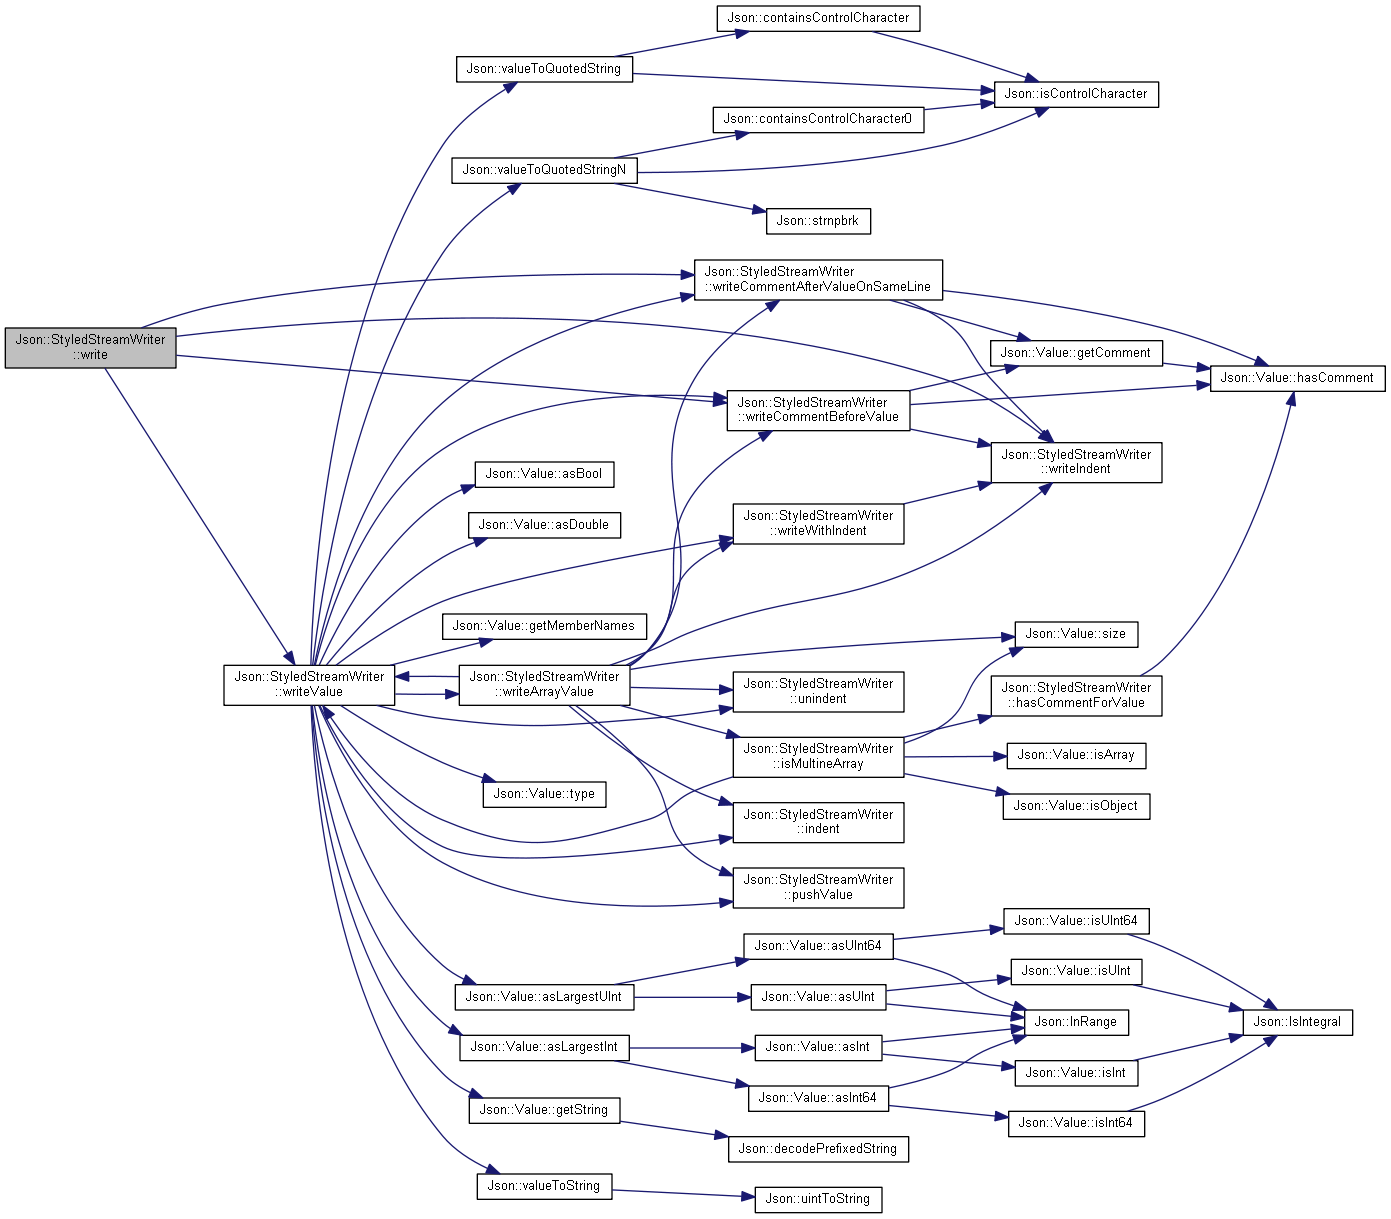 Json::containsControlCharacter
Json::valueToQuotedString
Json::isControlCharacter
Json::containsControlCharacter0
Json::valueToQuotedStringN
Json::strnpbrk
Json::StyledStreamWriter
::writeCommentAfterValueOnSameLine
Json::StyledStreamWriter
::write
Json::Value::getComment
Json::Value::hasComment
Json::StyledStreamWriter
::writeCommentBeforeValue
Json::StyledStreamWriter
::writeIndent
Json::Value::asBool
Json::Value::asDouble
Json::StyledStreamWriter
::writeWithIndent
Json::Value::getMemberNames
Json::Value::size
Json::StyledStreamWriter
::writeValue
Json::StyledStreamWriter
::writeArrayValue
Json::StyledStreamWriter
::unindent
Json::StyledStreamWriter
::hasCommentForValue
Json::StyledStreamWriter
::isMultineArray
Json::Value::isArray
Json::Value::type
Json::Value::isObject
Json::StyledStreamWriter
::indent
Json::StyledStreamWriter
::pushValue
Json::Value::isUInt64
Json::Value::asUInt64
Json::Value::isUInt
Json::Value::asLargestUInt
Json::Value::asUInt
Json::InRange
Json::IsIntegral
Json::Value::asLargestInt
Json::Value::asInt
Json::Value::isInt
Json::Value::asInt64
Json::Value::getString
Json::Value::isInt64
Json::decodePrefixedString
Json::valueToString
Json::uintToString